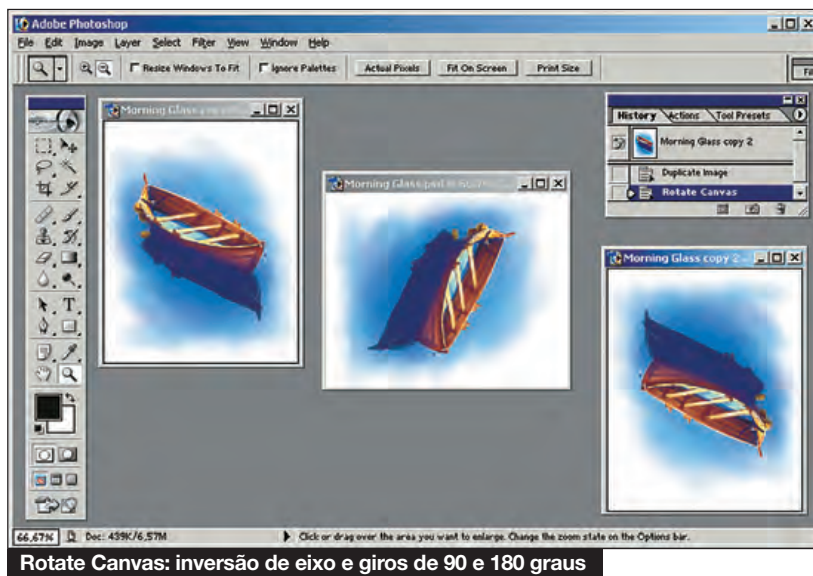 Adobe Photoshop
File Edit Image Layer Select Filter View Window Help
Resize Windows To Fit Ignore Palettes Actual Pixels Fit On Screen Print Size
Morning Glass
History Actions Tool Presets
Morning Glass copy 2
Duplicate Image
Rotate Canvas
Morning Glass.psd
Morning Glass copy 2
66,67% Doc: 439K/6,57M Click or drag over the area you want to enlarge. Change the zoom state on the Options bar.
Rotate Canvas: inversão de eixo e giros de 90 e 180 graus